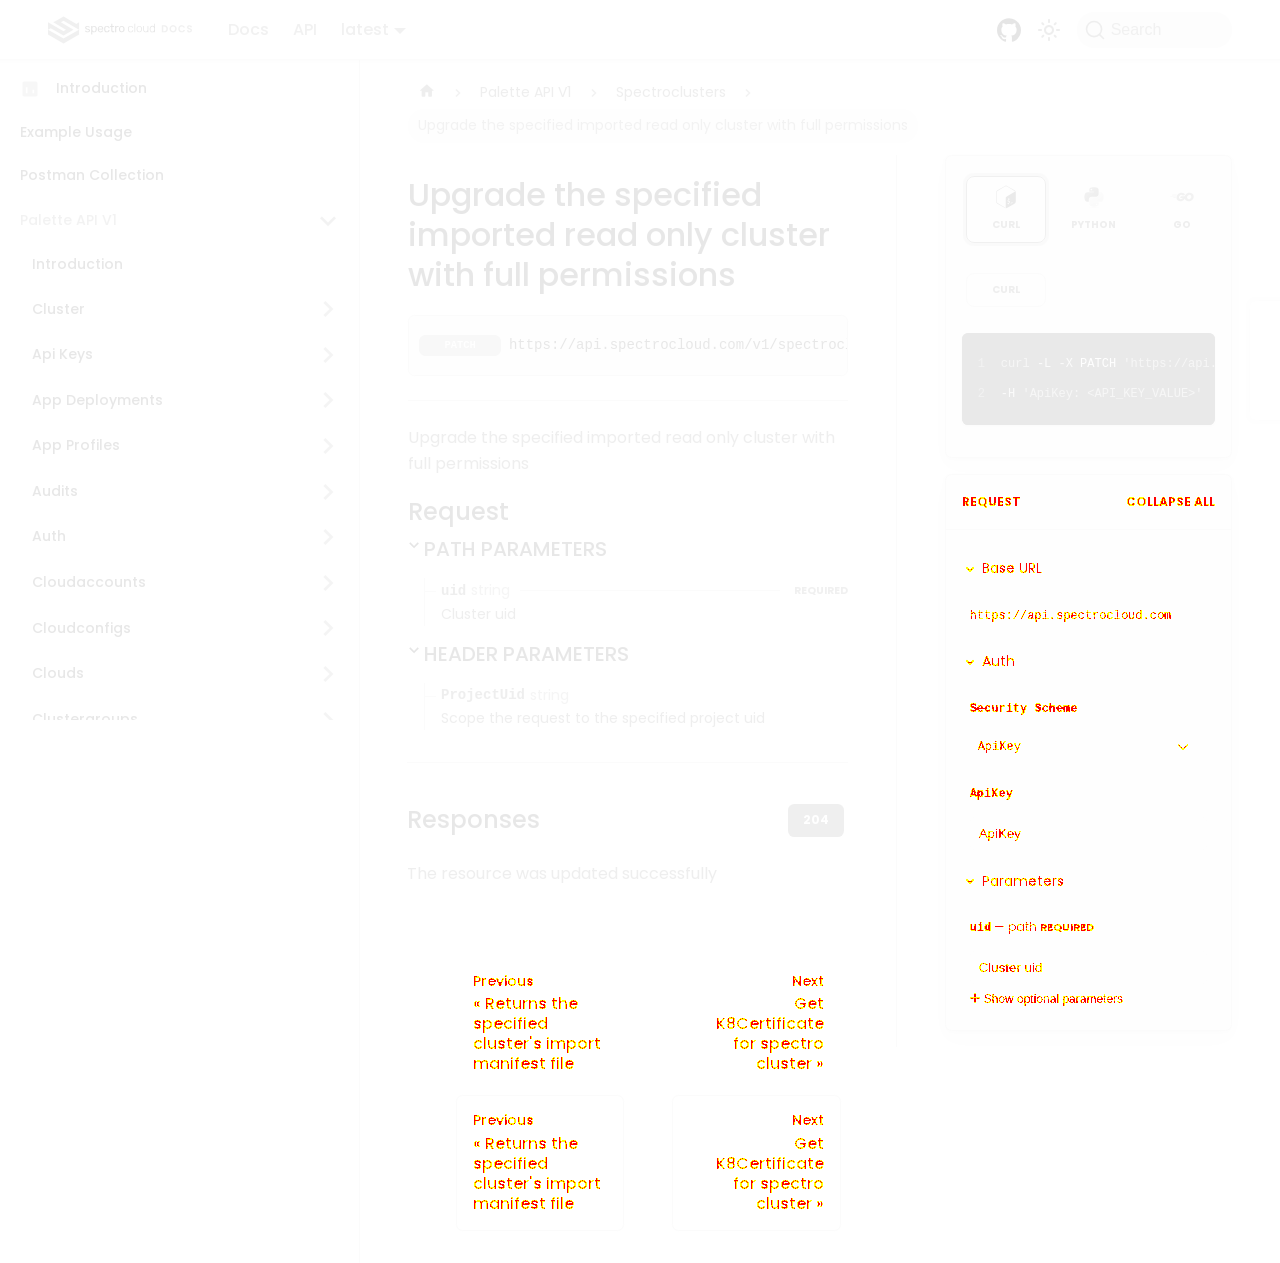 spectro cloud DOCS
Docs API latest
Search
Introduction
Example Usage
Postman Collection
Palette API V1
Introduction
Cluster
Api Keys
App Deployments
App Profiles
Audits
Auth
Cloudaccounts
Cloudconfigs
Clouds
Clustergroups
Palette API V1 › Spectroclusters ›
Upgrade the specified imported read only cluster with full permissions
Upgrade the specified
imported read only cluster
with full permissions
PATCH https://api.spectrocloud.com/v1/spectroc
Upgrade the specified imported read only cluster with
full permissions
Request
PATH PARAMETERS
uid string REQUIRED
Cluster uid
HEADER PARAMETERS
ProjectUid string
Scope the request to the specified project uid
Responses
204
The resource was updated successfully
Previous
« Returns the
specified
cluster's import
manifest file
Next
Get
K8Certificate
for spectro
cluster »
Previous
« Returns the
specified
cluster's import
manifest file
Next
Get
K8Certificate
for spectro
cluster »
CURL PYTHON GO
CURL
1 curl -L -X PATCH 'https://api.
2 -H 'ApiKey: <API_KEY_VALUE>'
REQUEST COLLAPSE ALL
Base URL
https://api.spectrocloud.com
Auth
Security Scheme
ApiKey
ApiKey
ApiKey
Parameters
uid — path REQUIRED
Cluster uid
Show optional parameters